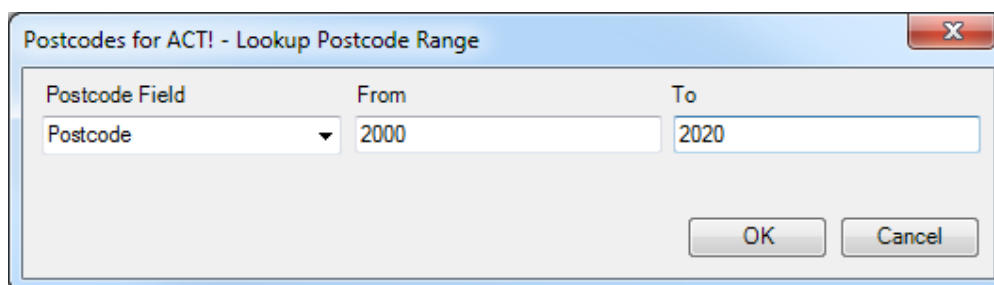 Postcodes for ACT! - Lookup Postcode Range
Postcode Field From To
Postcode 2000 2020
OK Cancel